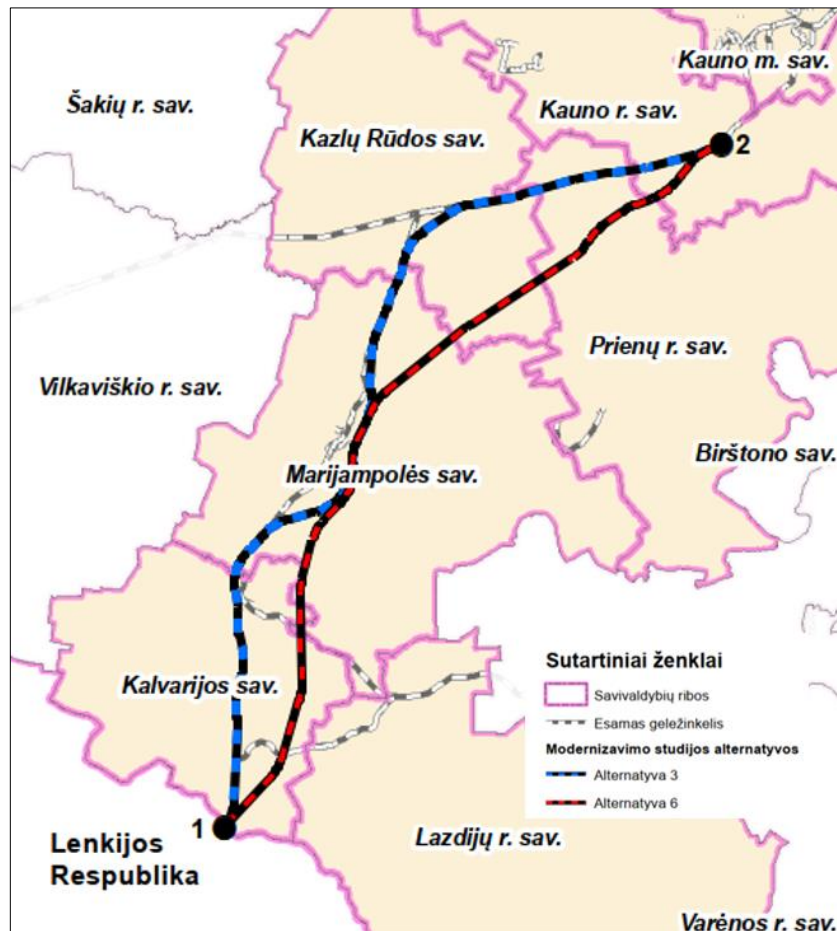 Kauno m. sav.
Šakių r. sav.
Kauno r. sav.
Kazlų Rūdos sav.
2
Prienų r. sav.
Vilkaviškio r. sav.
Birštono sav.
Marijampolės sav.
Kalvarijos sav.
Sutartiniai ženklai
Savivaldybių ribos
Esamas geležinkelis
Modernizavimo studijos alternatyvos
Alternatyva 3
Alternatyva 6
1
Lenkijos
Respublika
Lazdijų r. sav.
Varėnos r. sav.